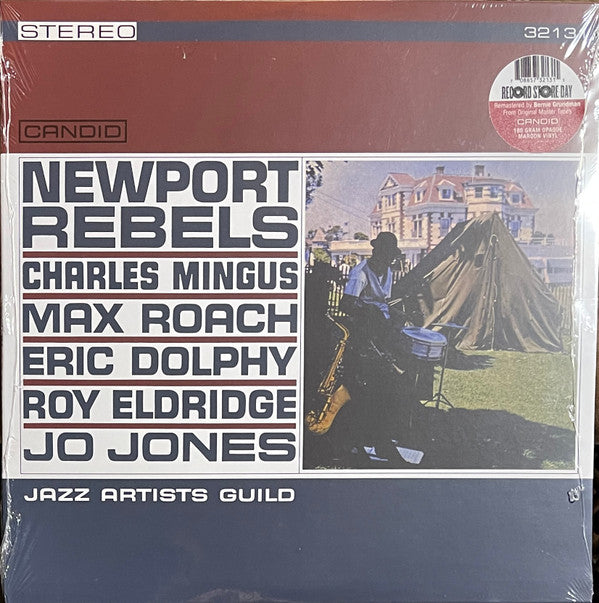 STEREO
3213
RECORD STORE DAY
Remastered by Bernie Grundman
From Original Master Tapes
CANDID
180 GRAM OPAQUE
MAROON VINYL
CANDID
NEWPORT
REBELS
CHARLES MINGUS
MAX ROACH
ERIC DOLPHY
ROY ELDRIDGE
JO JONES
JAZZ ARTISTS GUILD